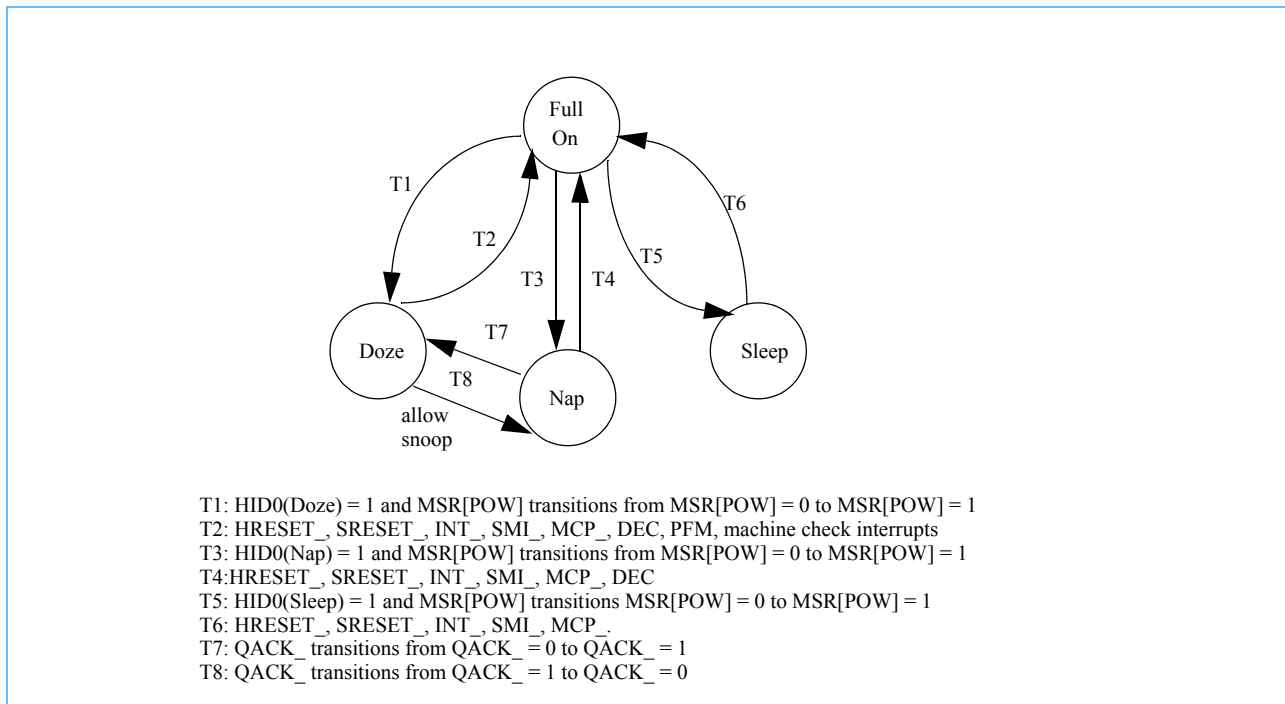 Full
On
T1
T2
T3
T4
T5
T6
Doze
T7
T8
allow
snoop
Nap
Sleep
T1: HID0(Doze) = 1 and MSR[POW] transitions from MSR[POW] = 0 to MSR[POW] = 1
T2: HRESET_, SRESET_, INT_, SMI_, MCP_, DEC, PFM, machine check interrupts
T3: HID0(Nap) = 1 and MSR[POW] transitions from MSR[POW] = 0 to MSR[POW] = 1
T4:HRESET_, SRESET_, INT_, SMI_, MCP_, DEC
T5: HID0(Sleep) = 1 and MSR[POW] transitions MSR[POW] = 0 to MSR[POW] = 1
T6: HRESET_, SRESET_, INT_, SMI_, MCP_.
T7: QACK_ transitions from QACK_ = 0 to QACK_ = 1
T8: QACK_ transitions from QACK_ = 1 to QACK_ = 0